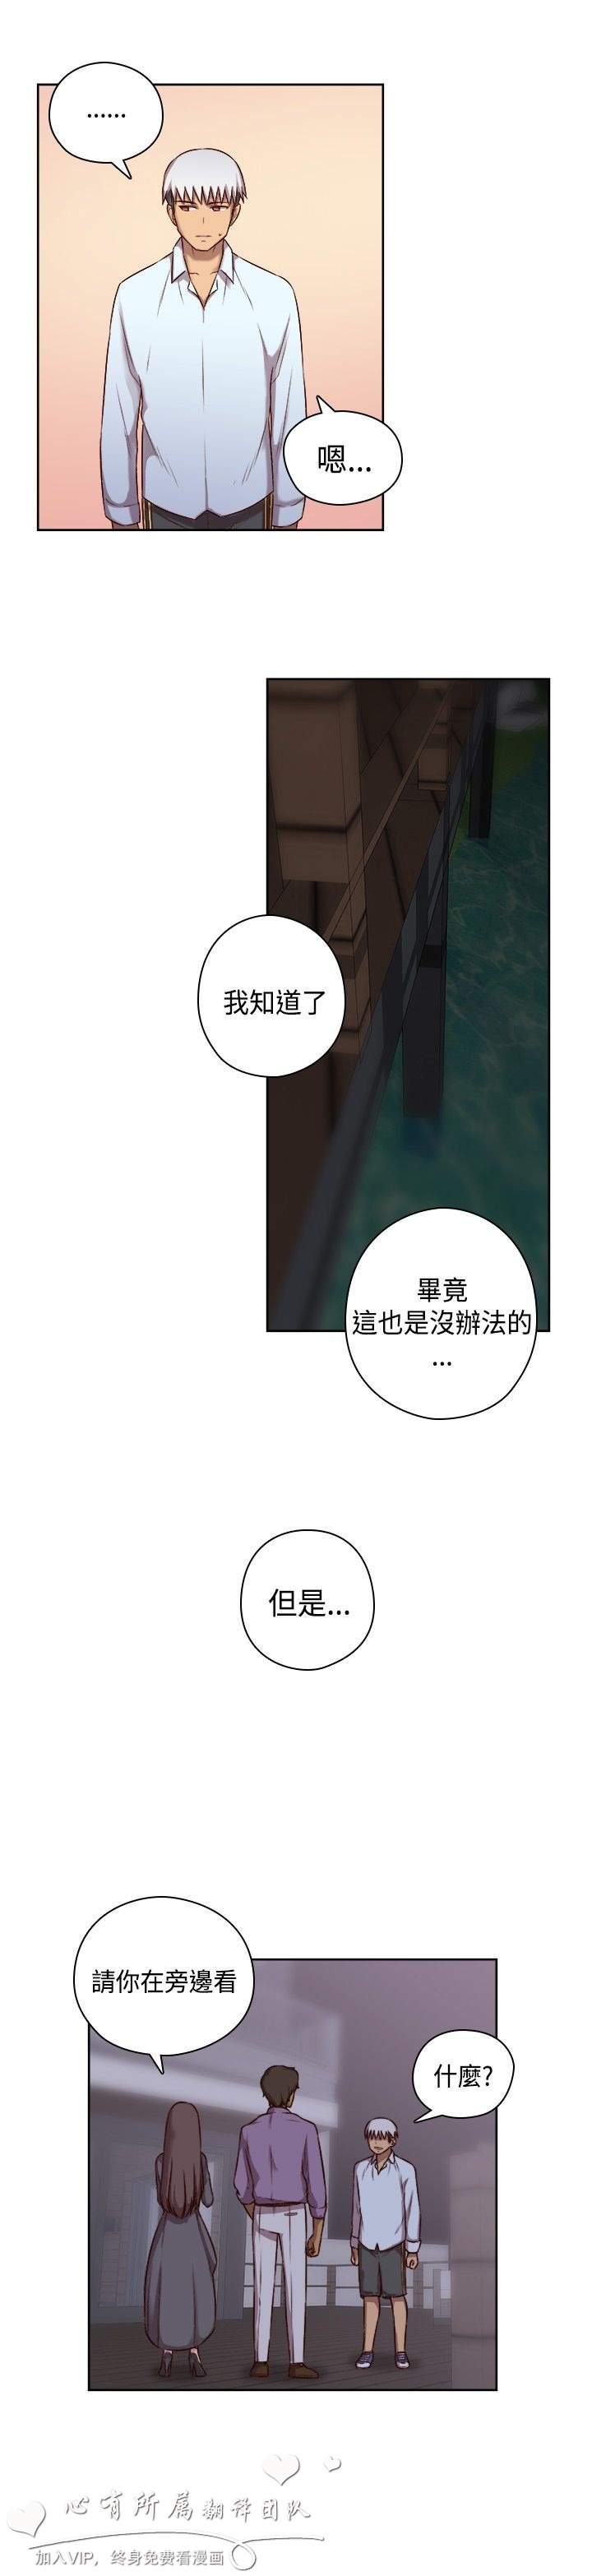 ......
嗯...
我知道了
畢竟
這也是沒辦法的
...
但是...
請你在旁邊看
什麼?
心有所属翻译团队
加入VIP，终身免费看漫画